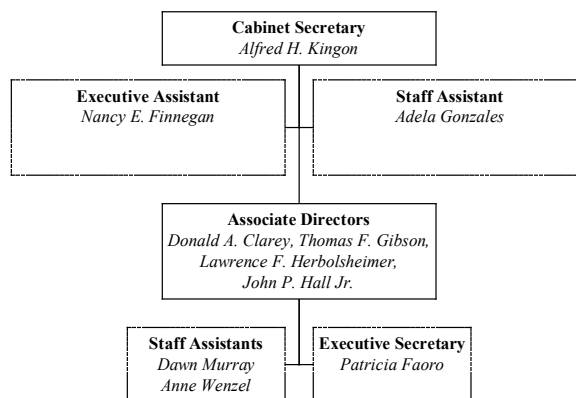 Cabinet Secretary
Alfred H. Kingon
Executive Assistant
Nancy E. Finnegan
Staff Assistant
Adela Gonzales
Associate Directors
Donald A. Clarey, Thomas F. Gibson,
Lawrence F. Herbolsheimer,
John P. Hall Jr.
Staff Assistants
Dawn Murray
Anne Wenzel
Executive Secretary
Patricia Faoro